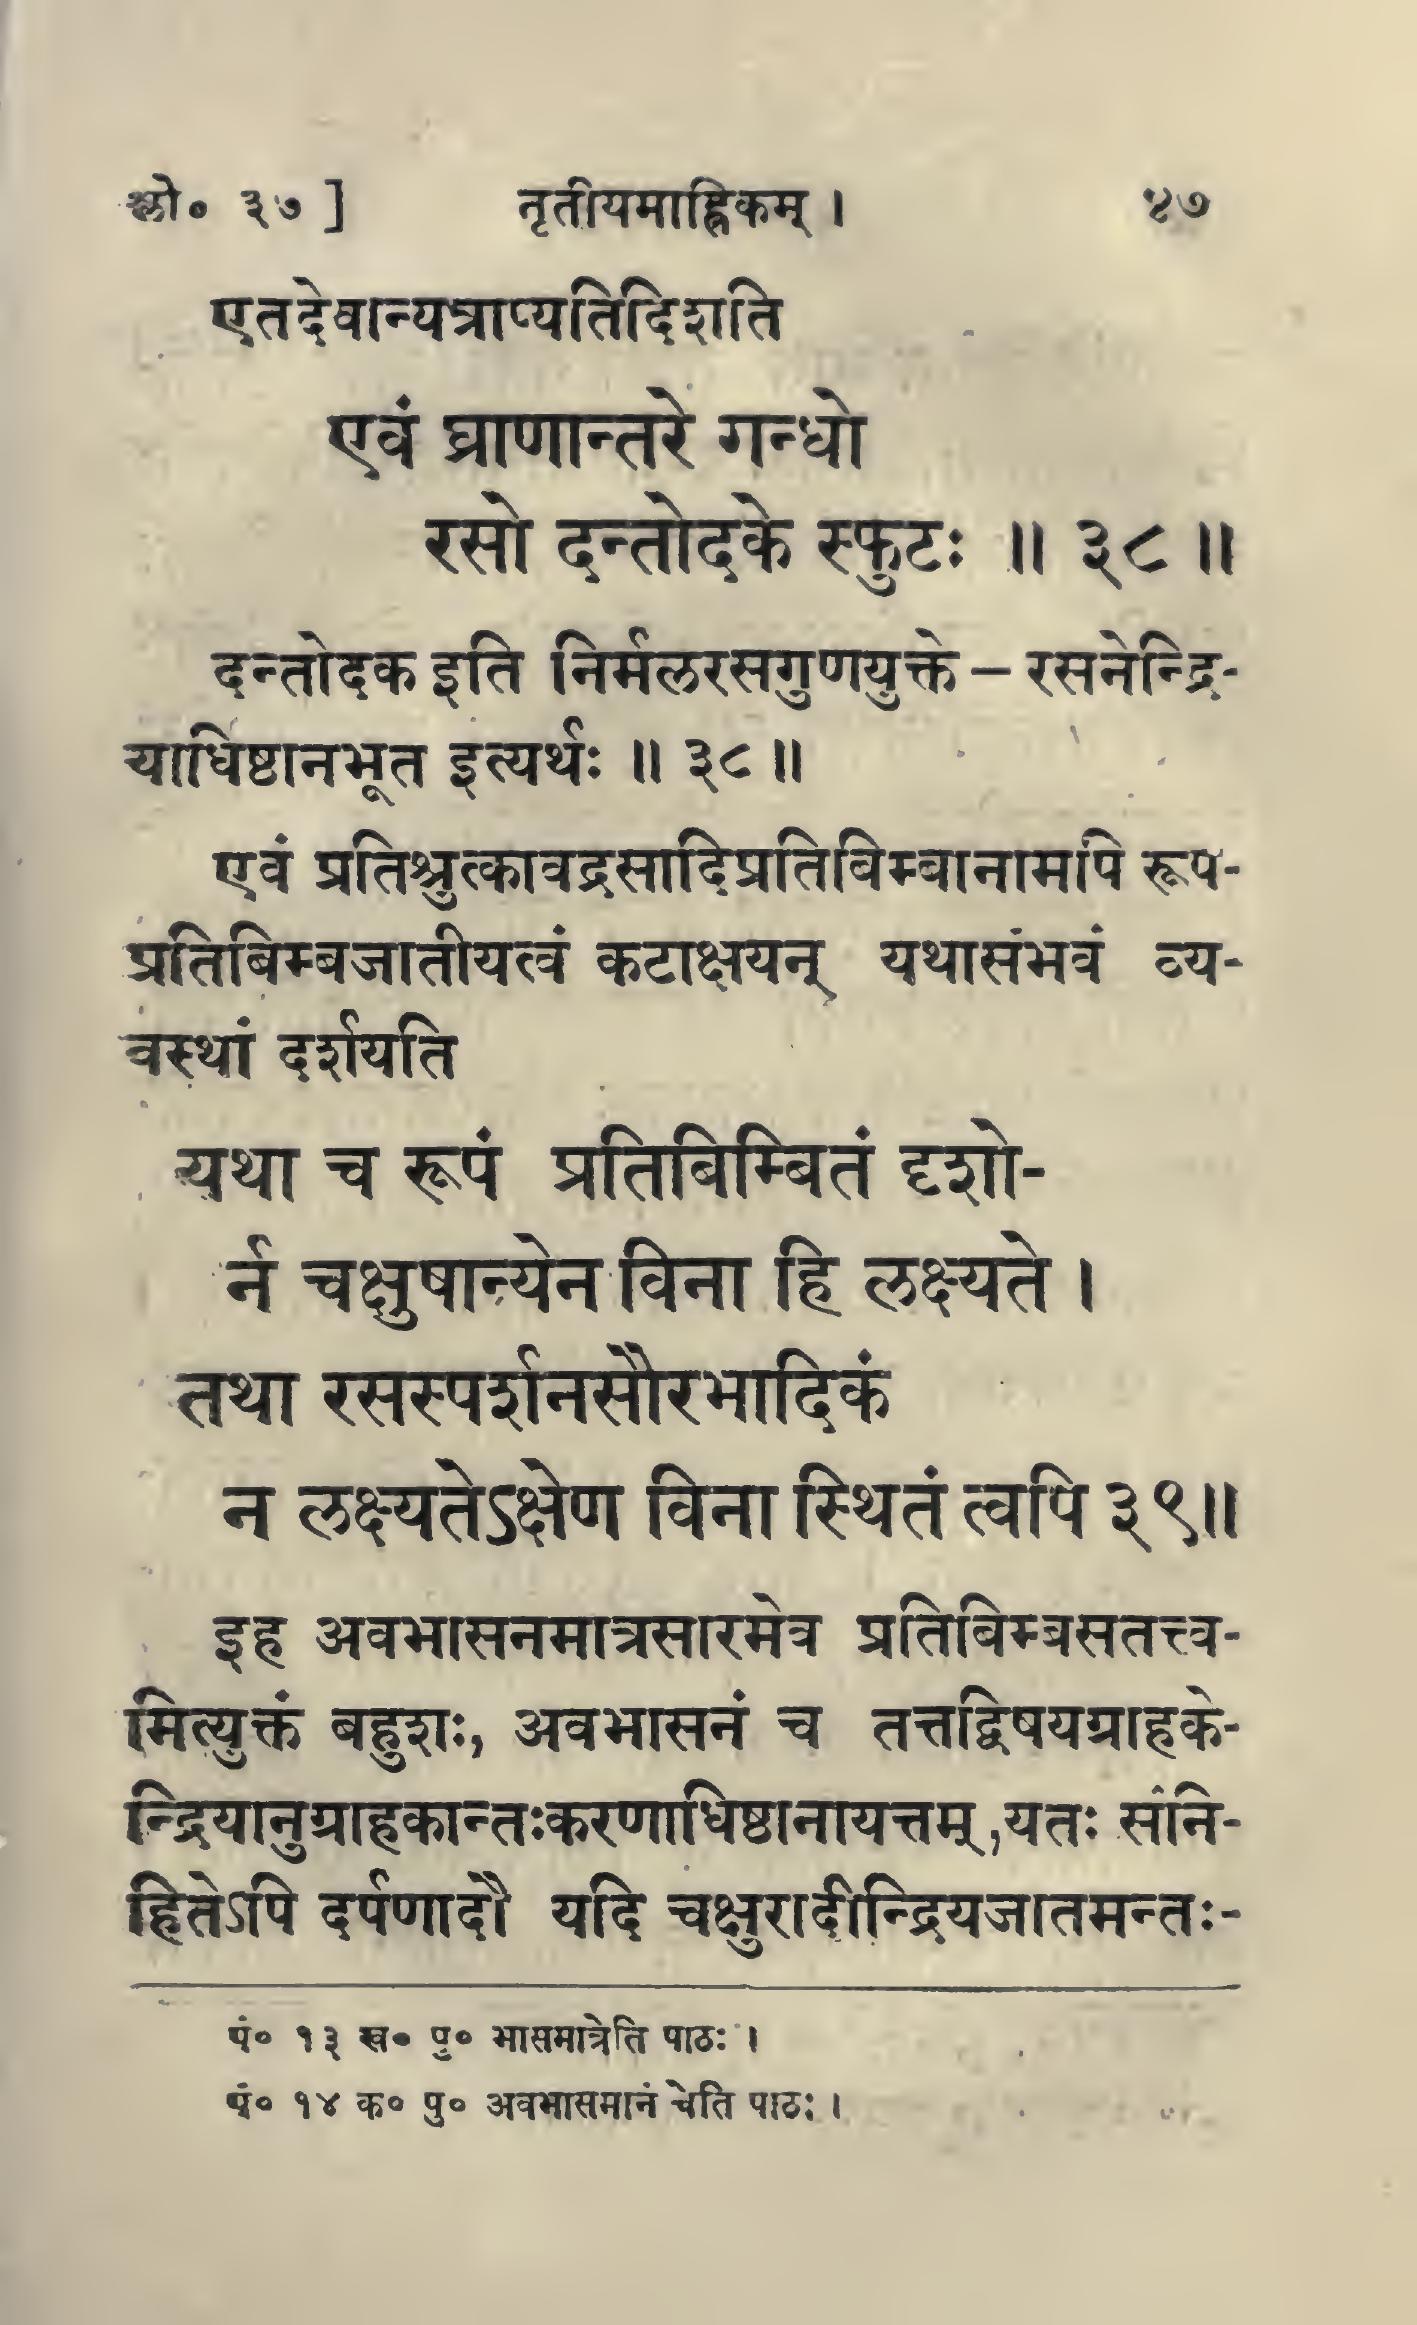 श्लो० ३७ ] तृतीयमाह्निकम् । ४७
एतदेवान्यत्राप्यतिदिशति
एवं घ्राणान्तरे गन्धो
रसो दन्तोदके स्फुटः ॥ ३८ ॥
दन्तोदक इति निर्मलरसगुणयुक्ते – रसनेन्द्रि-
याधिष्ठानभूत इत्यर्थः ॥ ३८ ॥
एवं प्रतिश्रुत्कावद्रसादिप्रतिबिम्बानामपि रूप-
प्रतिबिम्बजातीयत्वं कटाक्षयन् यथासंभवं व्य-
वस्थां दर्शयति
यथा च रूपं प्रतिबिम्बितं दृशो-
र्न चक्षुषान्येन विना हि लक्ष्यते ।
तथा रसस्पर्शनसौरभादिकं
न लक्ष्यतेऽक्षेण विना स्थितं त्वपि ३९॥
इह अवभासनमात्रसारमेव प्रतिबिम्बसतत्त्व-
मित्युक्तं बहुशः, अवभासनं च तत्तद्विषयग्राहके-
न्द्रियानुग्राहकान्तःकरणाधिष्ठानायत्तम् ,यतः संनि-
हितेऽपि दर्पणादौ यदि चक्षुरादीन्द्रियजातमन्तः-
पं० १३ ख० पु० भासमात्रेति पाठः ।
पं० १४ क० पु० अवभासमानं चेति पाठः ।